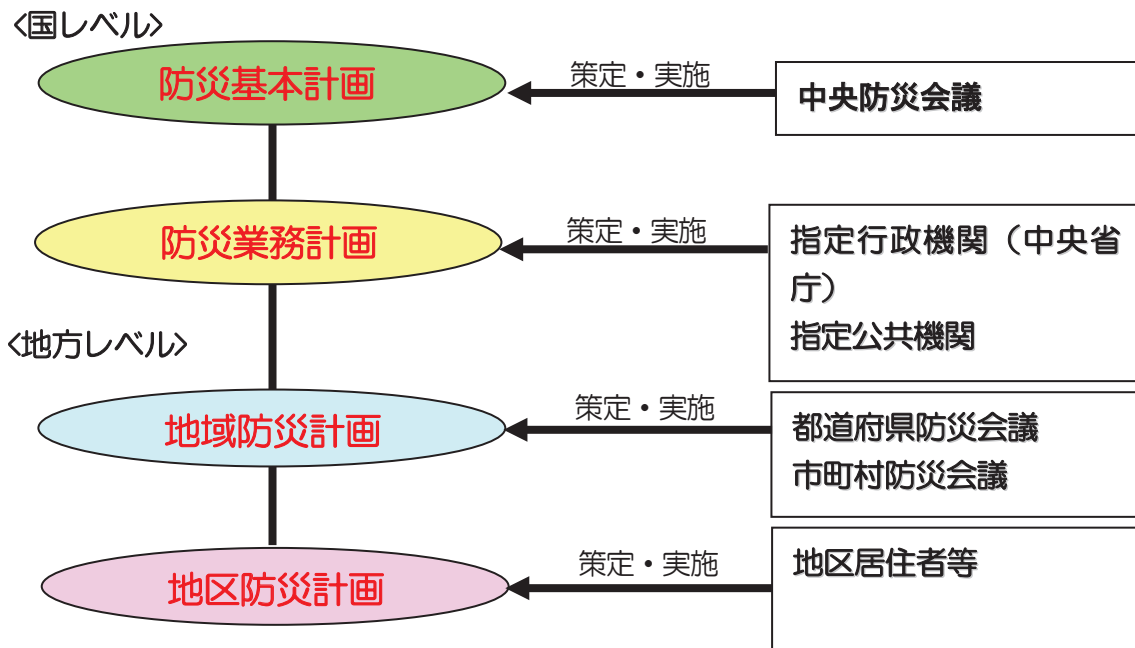 <国レベル>
防災基本計画
策定・実施
中央防災会議
防災業務計画
策定・実施
指定行政機関（中央省
庁）
指定公共機関
<地方レベル>
地域防災計画
策定・実施
都道府県防災会議
市町村防災会議
地区防災計画
策定・実施
地区居住者等